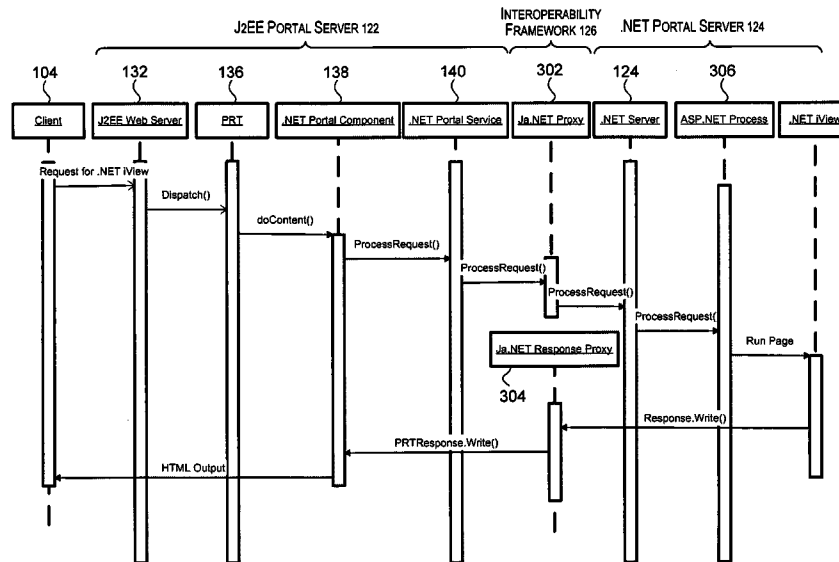 J2EE PORTAL SERVER 122
INTEROPERABILITY
FRAMEWORK 126
.NET PORTAL SERVER 124
104
132
136
138
140
302
124
306
Client
J2EE Web Server
PRT
.NET Portal Component
.NET Portal Service
Ja.NET Proxy
.NET Server
ASP.NET Process
.NET iView
Request for .NET iView
Dispatch()
doContent()
ProcessRequest()
ProcessRequest()
ProcessRequest()
ProcessRequest()
Run Page
Ja.NET Response Proxy
304
Response.Write()
PRTResponse.Write()
HTML Output